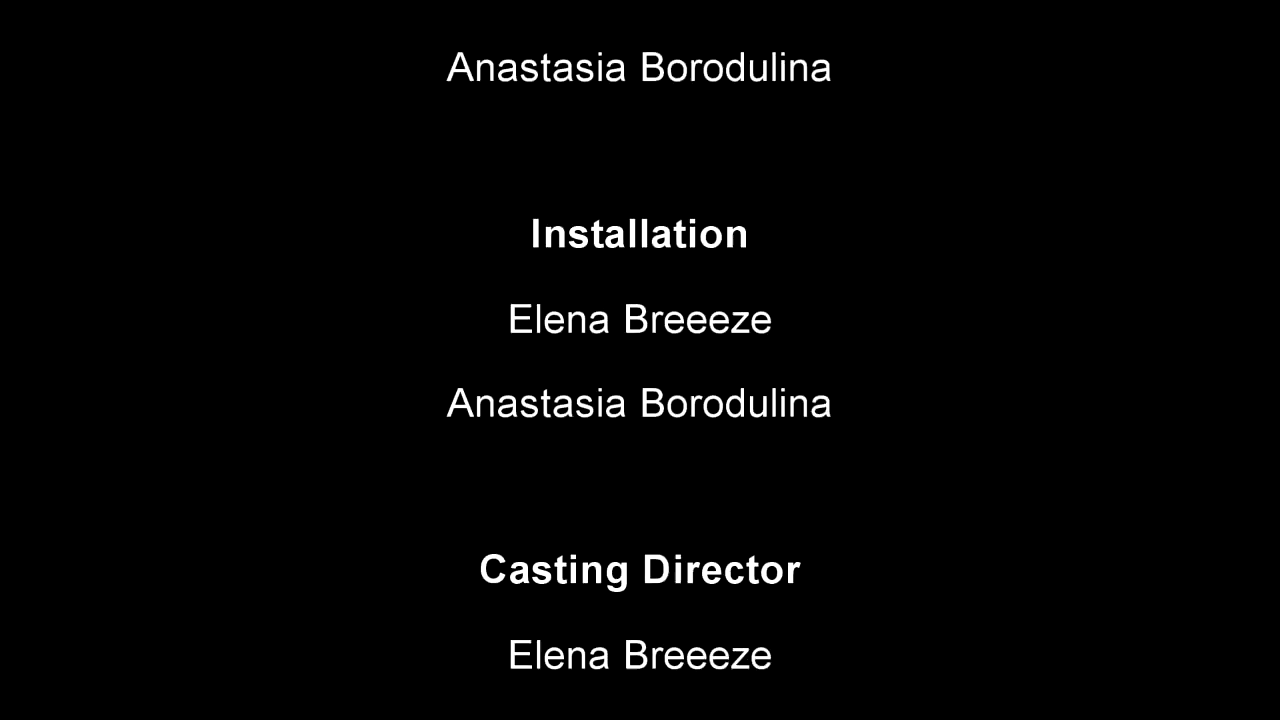 Anastasia Borodulina
Installation
Elena Breeeze
Anastasia Borodulina
Casting Director
Elena Breeeze